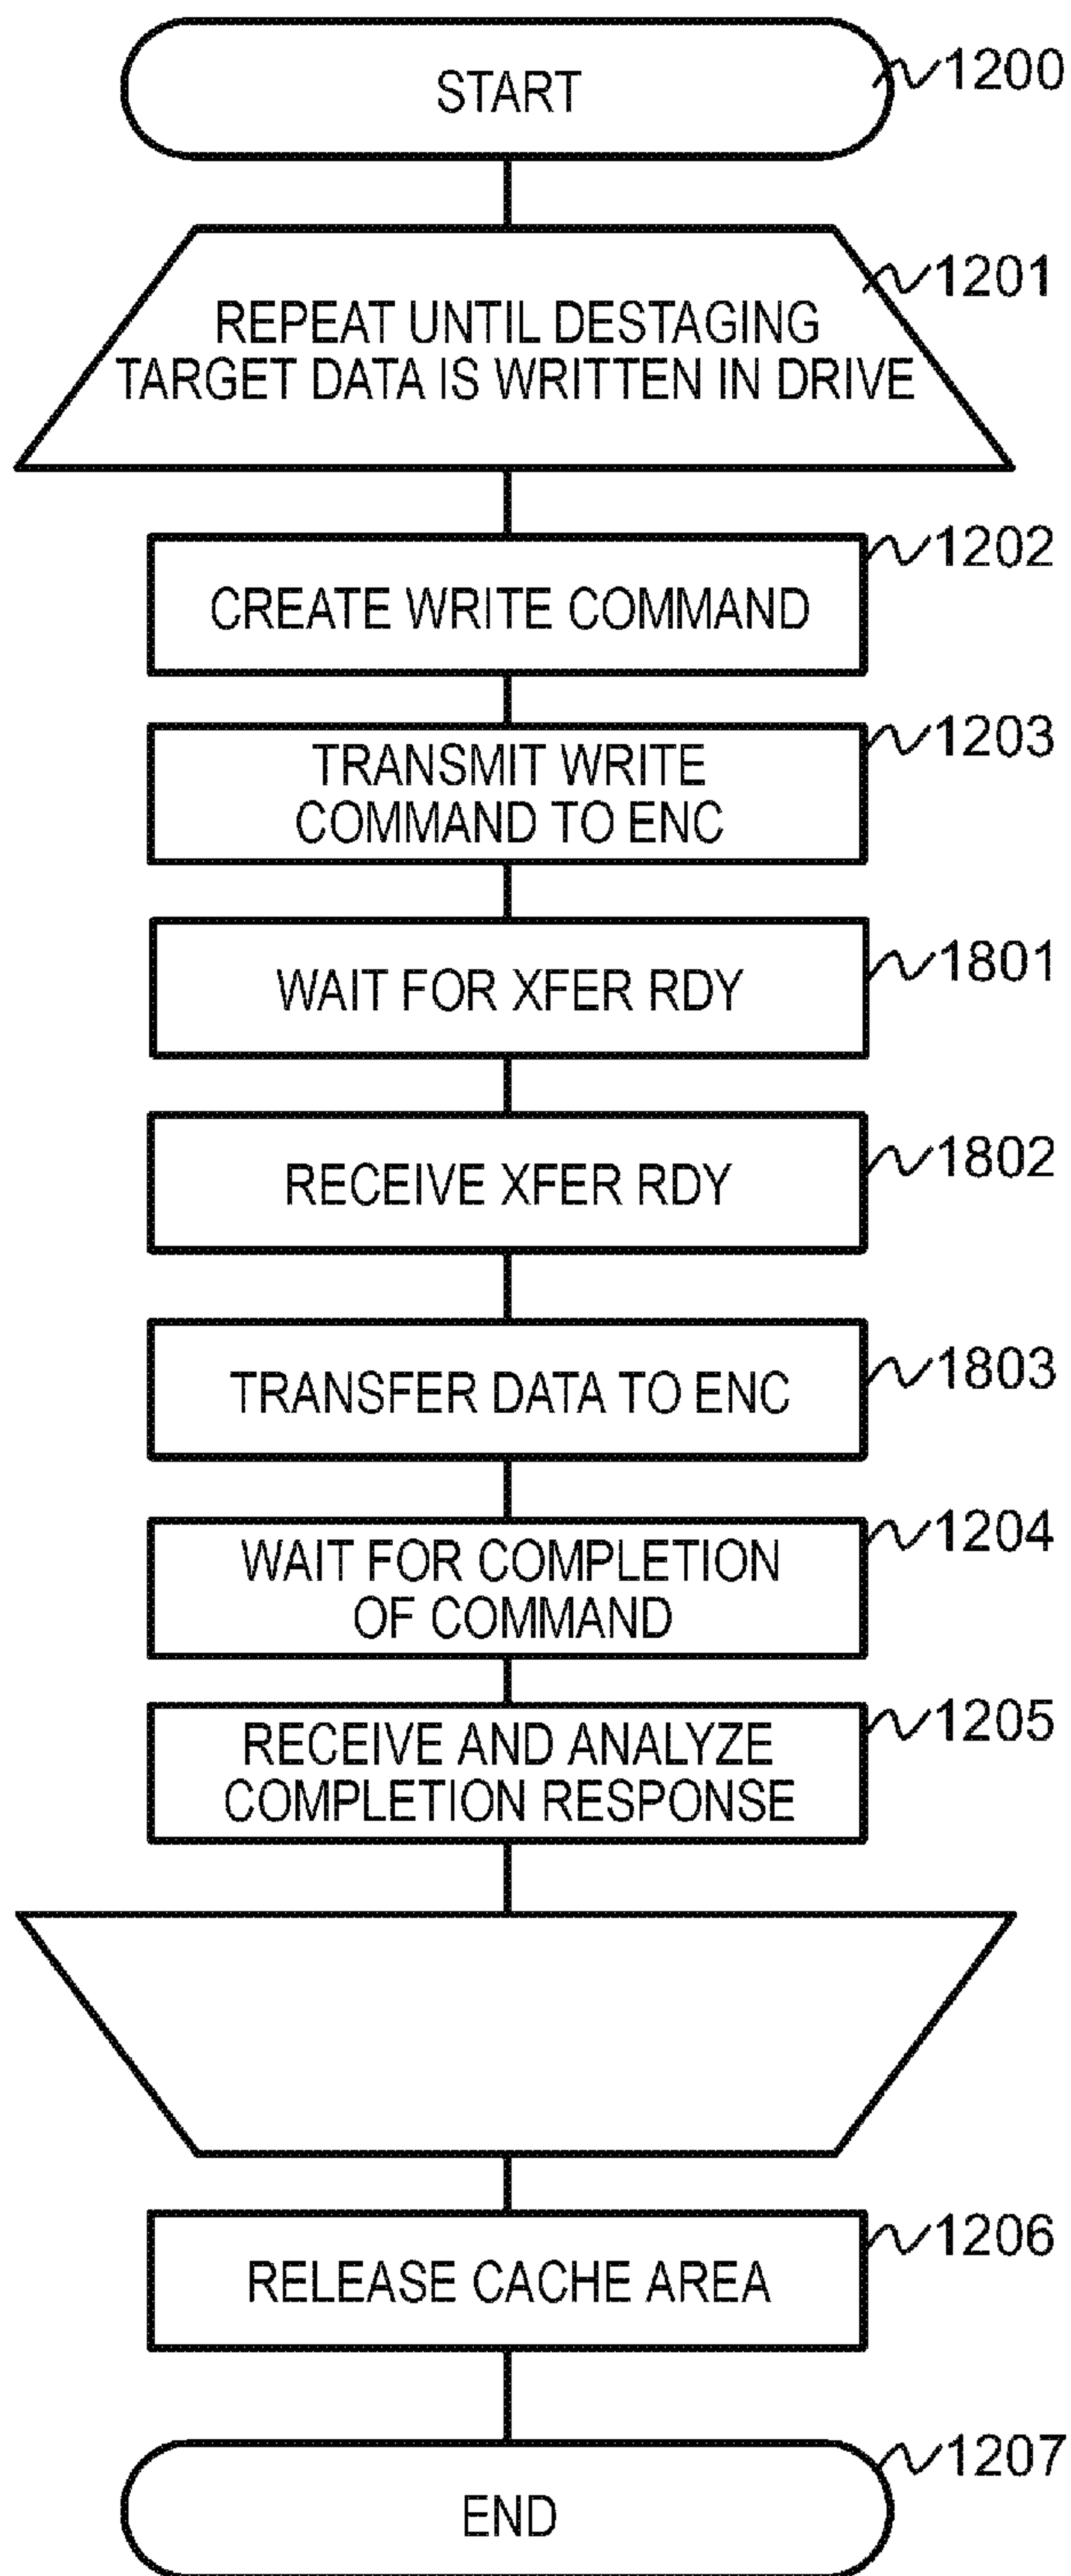 START
1200
1201
REPEAT UNTIL DESTAGING
TARGET DATA IS WRITTEN IN DRIVE
1202
CREATE WRITE COMMAND
1203
TRANSMIT WRITE
COMMAND TO ENC
1801
WAIT FOR XFER RDY
1802
RECEIVE XFER RDY
1803
TRANSFER DATA TO ENC
1204
WAIT FOR COMPLETION
OF COMMAND
1205
RECEIVE AND ANALYZE
COMPLETION RESPONSE
1206
RELEASE CACHE AREA
1207
END